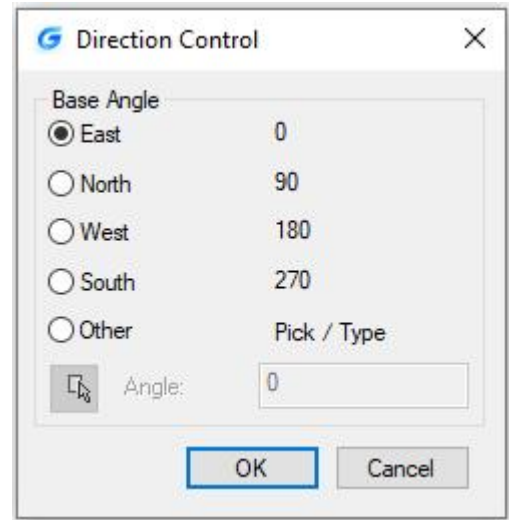 Direction Control
Base Angle
East 0
North 90
West 180
South 270
Other Pick / Type
Angle: 0
OK Cancel